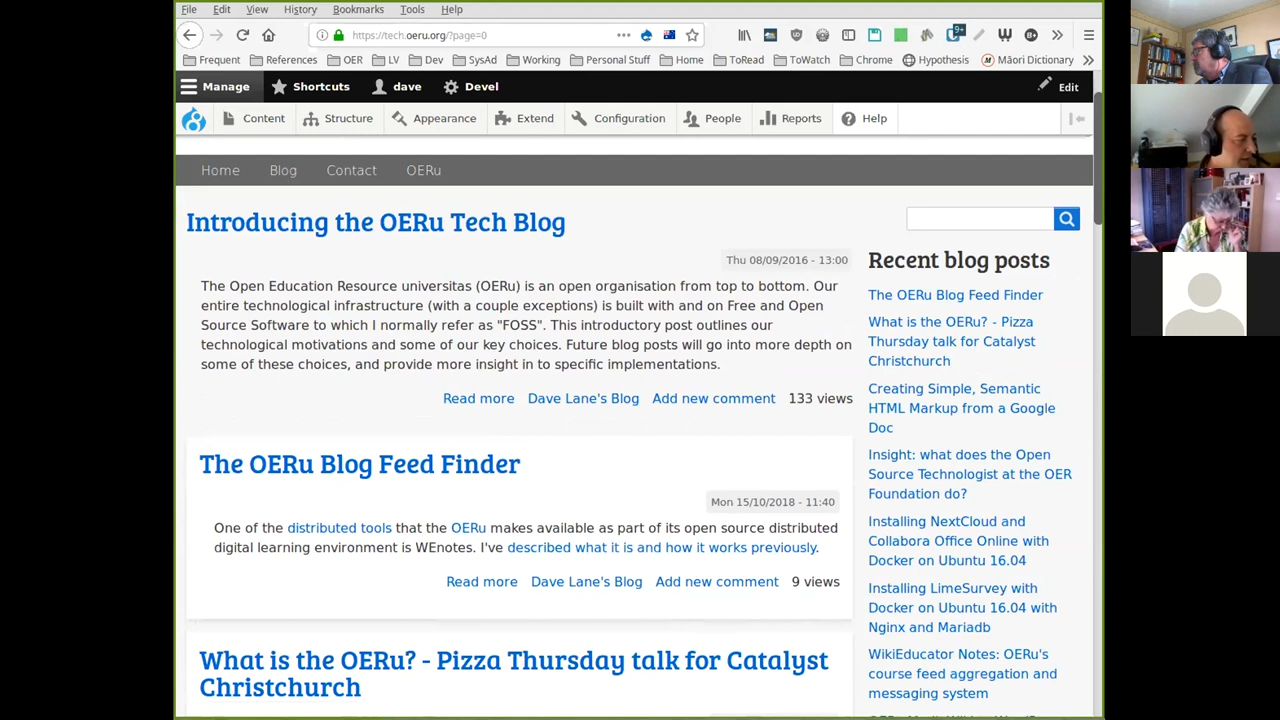 File Edit View History Bookmarks Tools Help
https://tech.oeru.org/?page=0
9+
Frequent References OER LV Dev SysAd Working Personal Stuff Home ToRead ToWatch Chrome Hypothesis Māori Dictionary
Manage Shortcuts dave Devel Edit
Content Structure Appearance Extend Configuration People Reports Help
Home Blog Contact OERu
Introducing the OERu Tech Blog
Thu 08/09/2016 - 13:00
The Open Education Resource universitas (OERu) is an open organisation from top to bottom. Our
entire technological infrastructure (with a couple exceptions) is built with and on Free and Open
Source Software to which I normally refer as "FOSS". This introductory post outlines our
technological motivations and some of our key choices. Future blog posts will go into more depth on
some of these choices, and provide more insight in to specific implementations.
Read more Dave Lane's Blog Add new comment 133 views
The OERu Blog Feed Finder
Mon 15/10/2018 - 11:40
One of the distributed tools that the OERu makes available as part of its open source distributed
digital learning environment is WEnotes. I've described what it is and how it works previously.
Read more Dave Lane's Blog Add new comment 9 views
What is the OERu? - Pizza Thursday talk for Catalyst
Christchurch
Recent blog posts
The OERu Blog Feed Finder
What is the OERu? - Pizza
Thursday talk for Catalyst
Christchurch
Creating Simple, Semantic
HTML Markup from a Google
Doc
Insight: what does the Open
Source Technologist at the OER
Foundation do?
Installing NextCloud and
Collabora Office Online with
Docker on Ubuntu 16.04
Installing LimeSurvey with
Docker on Ubuntu 16.04 with
Nginx and Mariadb
WikiEducator Notes: OERu's
course feed aggregation and
messaging system